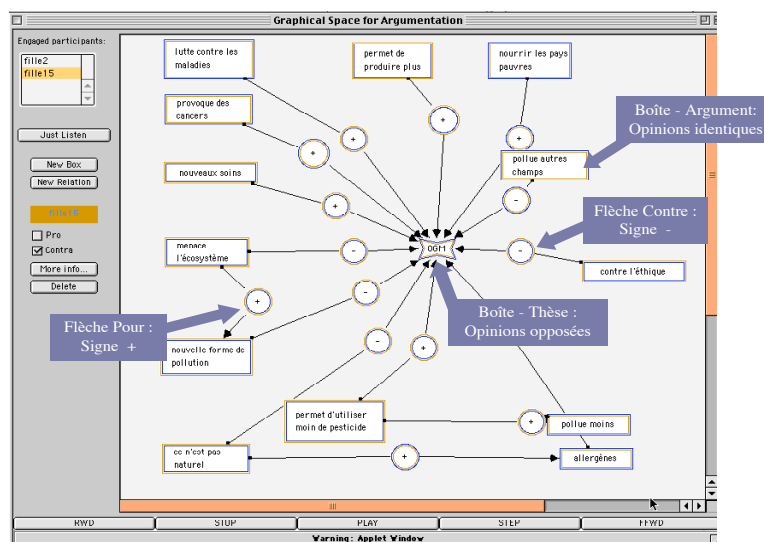 Graphical Space for Argumentation
Engaged participants:
fille2
fille15
Just Listen
New Box
New Relation
fille15
Pro
Contra
More info...
Delete
lutte contre les
maladies
permet de
produire plus
nourrir les pays
pauvres
provoque des
cancers
+
+
+
+
Boîte - Argument:
Opinions identiques
pollue autres
champs
nouveaux soins
+
-
Flèche Contre :
Signe -
menace
l'écosystème
-
OGM
-
contre l'éthique
+
-
Flèche Pour :
Signe +
Boîte - Thèse :
Opinions opposées
nouvelle forme de
pollution
-
+
permet d'utiliser
moin de pesticide
+
pollue moins
ce n'est pas
naturel
+
allergènes
RWD
STOP
PLAY
STEP
FFWD
Warning: Applet Window